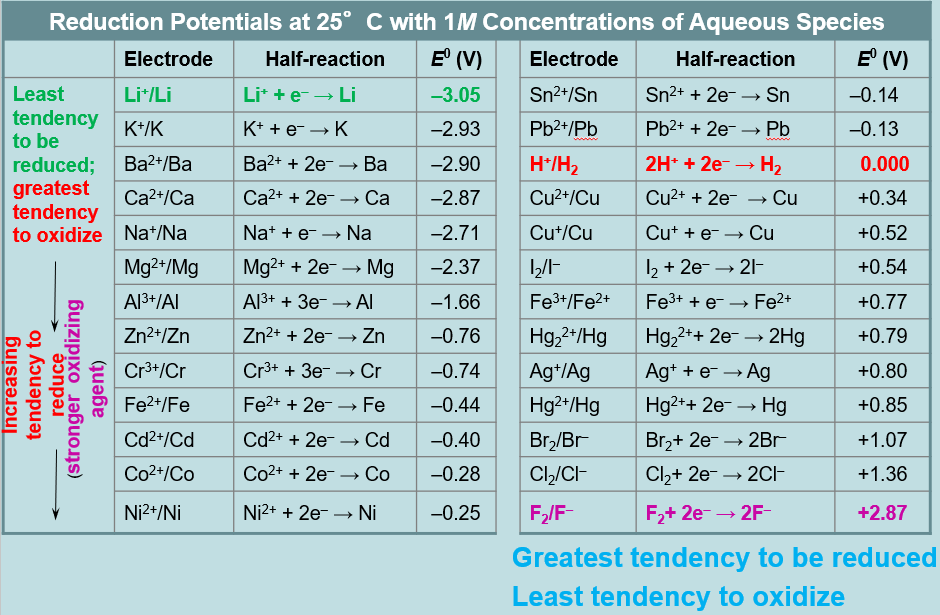 Reduction Potentials at 25° C with 1M Concentrations of Aqueous Species
Electrode Half-reaction E⁰ (V) Electrode Half-reaction E⁰ (V)
Least
tendency
to be
reduced;
greatest
tendency
to oxidize
Increasing
tendency to
reduce
(stronger oxidizing
agent)
Li⁺/Li Li⁺ + e⁻ → Li –3.05
K⁺/K K⁺ + e⁻ → K –2.93
Ba²⁺/Ba Ba²⁺ + 2e⁻ → Ba –2.90
Ca²⁺/Ca Ca²⁺ + 2e⁻ → Ca –2.87
Na⁺/Na Na⁺ + e⁻ → Na –2.71
Mg²⁺/Mg Mg²⁺ + 2e⁻ → Mg –2.37
Al³⁺/Al Al³⁺ + 3e⁻ → Al –1.66
Zn²⁺/Zn Zn²⁺ + 2e⁻ → Zn –0.76
Cr³⁺/Cr Cr³⁺ + 3e⁻ → Cr –0.74
Fe²⁺/Fe Fe²⁺ + 2e⁻ → Fe –0.44
Cd²⁺/Cd Cd²⁺ + 2e⁻ → Cd –0.40
Co²⁺/Co Co²⁺ + 2e⁻ → Co –0.28
Ni²⁺/Ni Ni²⁺ + 2e⁻ → Ni –0.25
Sn²⁺/Sn Sn²⁺ + 2e⁻ → Sn –0.14
Pb²⁺/Pb Pb²⁺ + 2e⁻ → Pb –0.13
H⁺/H₂ 2H⁺ + 2e⁻ → H₂ 0.000
Cu²⁺/Cu Cu²⁺ + 2e⁻ → Cu +0.34
Cu⁺/Cu Cu⁺ + e⁻ → Cu +0.52
I₂/I⁻ I₂ + 2e⁻ → 2I⁻ +0.54
Fe³⁺/Fe²⁺ Fe³⁺ + e⁻ → Fe²⁺ +0.77
Hg₂²⁺/Hg Hg₂²⁺+ 2e⁻ → 2Hg +0.79
Ag⁺/Ag Ag⁺ + e⁻ → Ag +0.80
Hg²⁺/Hg Hg²⁺+ 2e⁻ → Hg +0.85
Br₂/Br⁻ Br₂+ 2e⁻ → 2Br⁻ +1.07
Cl₂/Cl⁻ Cl₂+ 2e⁻ → 2Cl⁻ +1.36
F₂/F⁻ F₂+ 2e⁻ → 2F⁻ +2.87
Greatest tendency to be reduced
Least tendency to oxidize